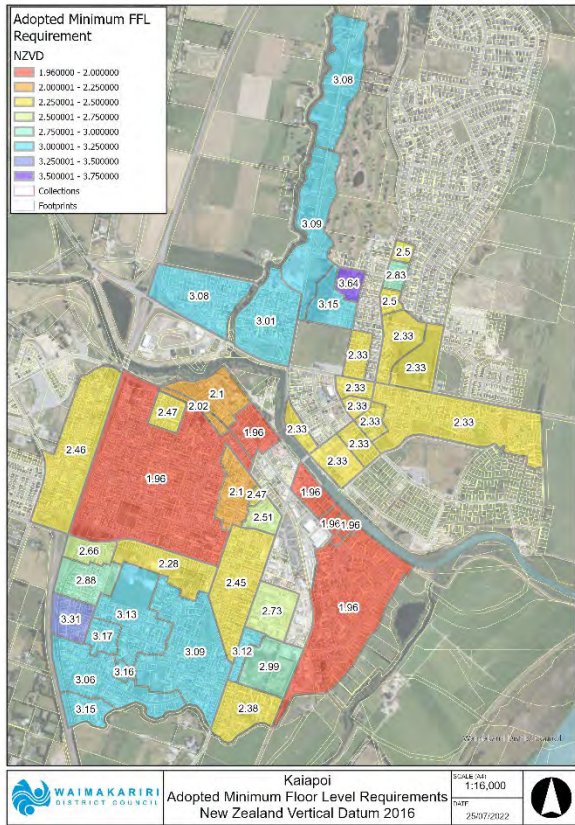 Adopted Minimum FFL
Requirement
NZVD
1.960000 - 2.000000
2.000001 - 2.250000
2.250001 - 2.500000
2.500001 - 2.750000
2.750001 - 3.000000
3.000001 - 3.250000
3.250001 - 3.500000
3.500001 - 3.750000
Collections
Footprints
3.08
3.09
2.5
2.83
3.64
2.5
3.08
3.15
3.01
2.33
2.33
2.33
2.33
2.33
2.33
2.33
2.33
2.33
2.1
2.02
2.47
1.96
2.46
1.96
2.1
2.47
1.96
2.51
1.96
1.96
2.66
2.28
2.88
2.45
1.96
3.13
2.73
3.31
3.17
3.09
3.12
2.99
3.16
3.06
3.15
2.38
WAIMAKARIRI
DISTRICT COUNCIL
Kaiapoi
Adopted Minimum Floor Level Requirements
New Zealand Vertical Datum 2016
SCALE (A4)
1:16,000
DATE
25/07/2022